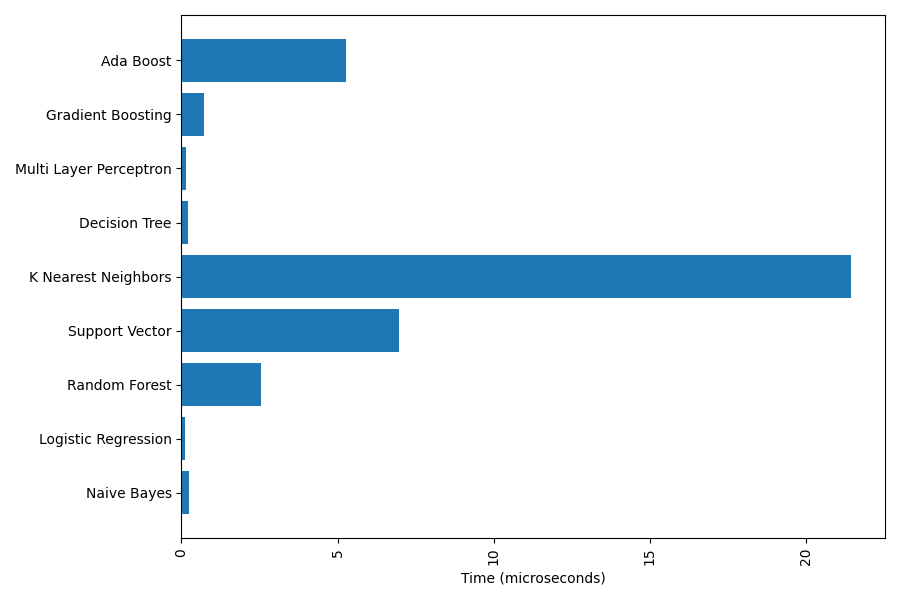 Ada Boost
Gradient Boosting
Multi Layer Perceptron
Decision Tree
K Nearest Neighbors
Support Vector
Random Forest
Logistic Regression
Naive Bayes
0
5
10
15
20
Time (microseconds)